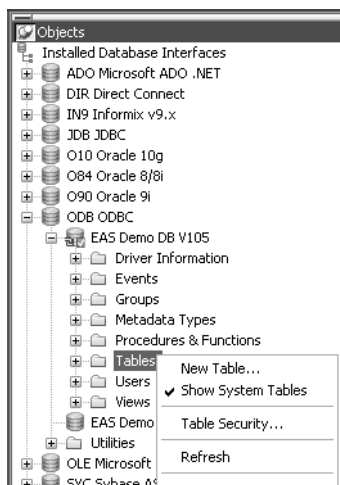 Objects
Installed Database Interfaces
ADO Microsoft ADO .NET
DIR Direct Connect
IN9 Informix v9.x
JDB JDBC
O10 Oracle 10g
O84 Oracle 8/8i
O90 Oracle 9i
ODB ODBC
EAS Demo DB V105
Driver Information
Events
Groups
Metadata Types
Procedures & Functions
Tables
New Table...
Users
Show System Tables
Views
EAS Demo
Table Security...
Utilities
OLE Microsoft
Refresh
SYC Sybase